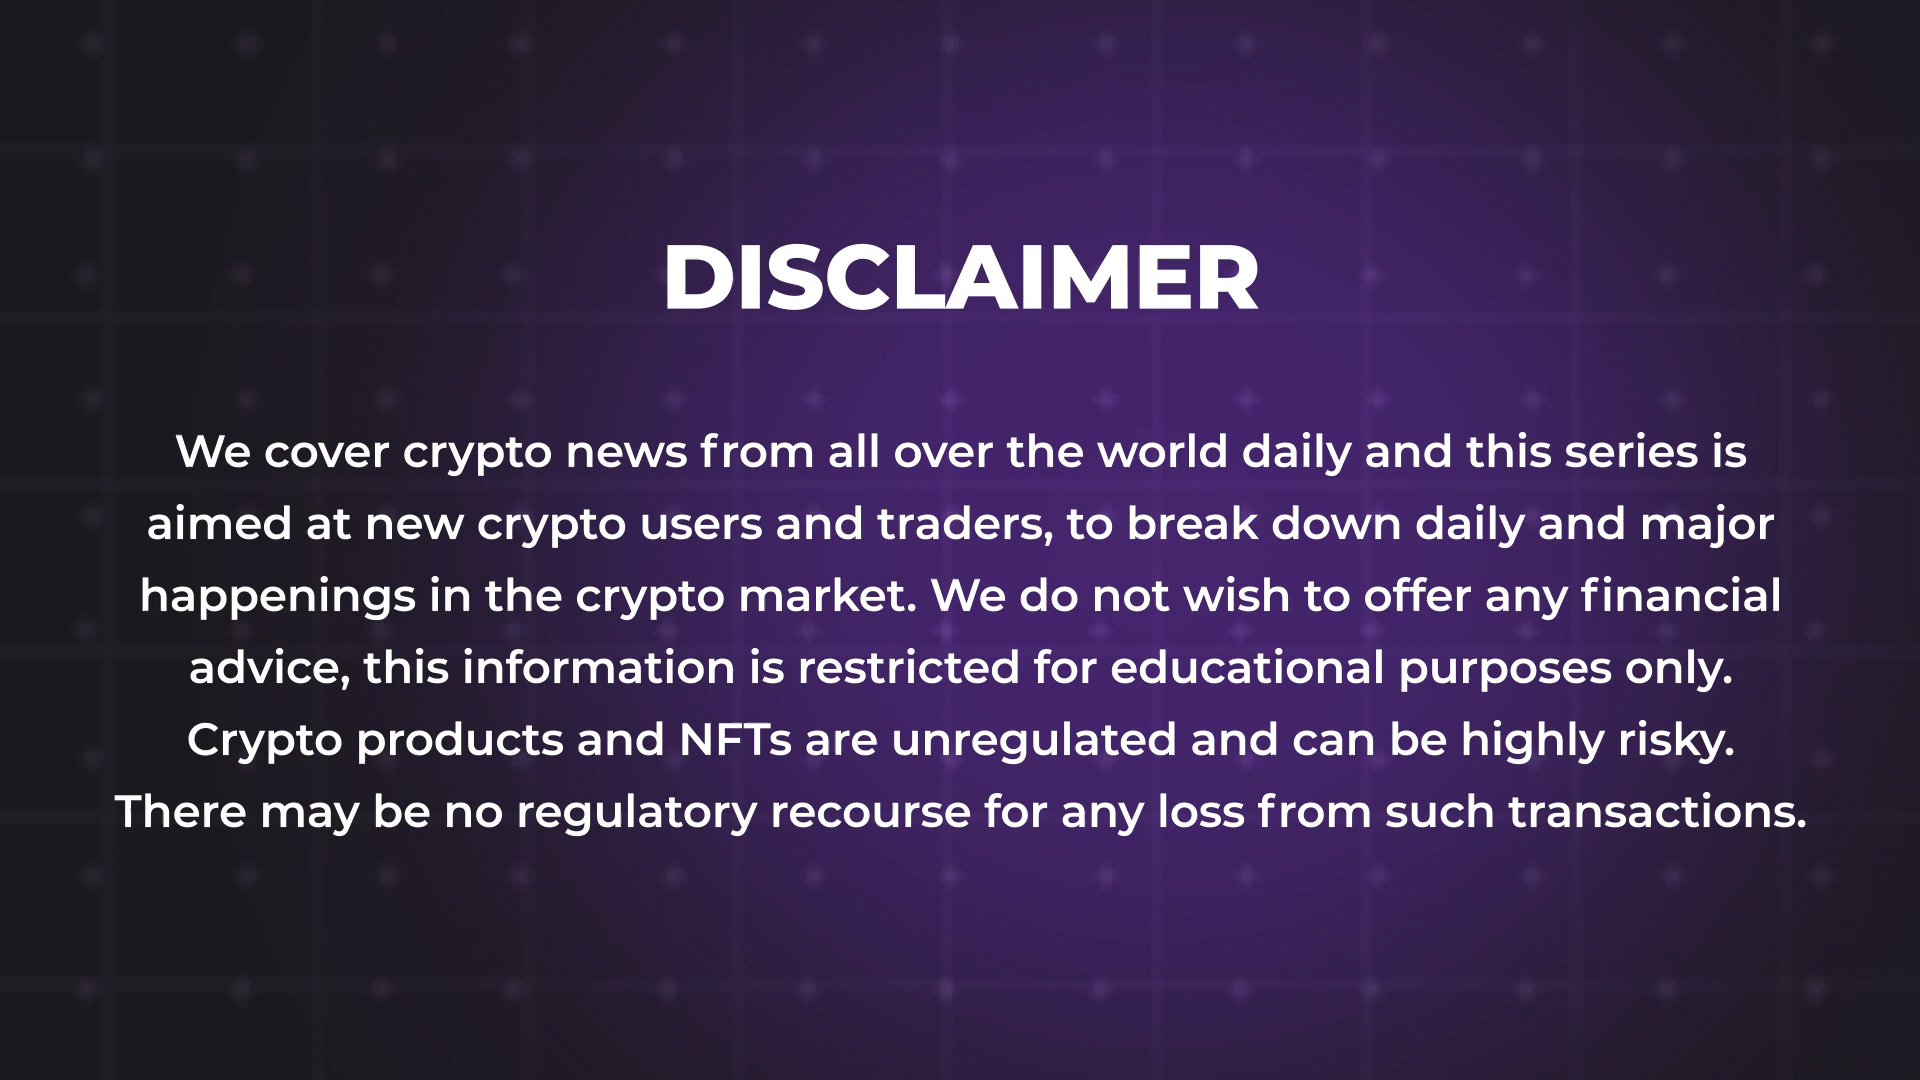 DISCLAIMER
We cover crypto news from all over the world daily and this series is
aimed at new crypto users and traders, to break down daily and major
happenings in the crypto market. We do not wish to offer any financial
advice, this information is restricted for educational purposes only.
Crypto products and NFTs are unregulated and can be highly risky.
There may be no regulatory recourse for any loss from such transactions.